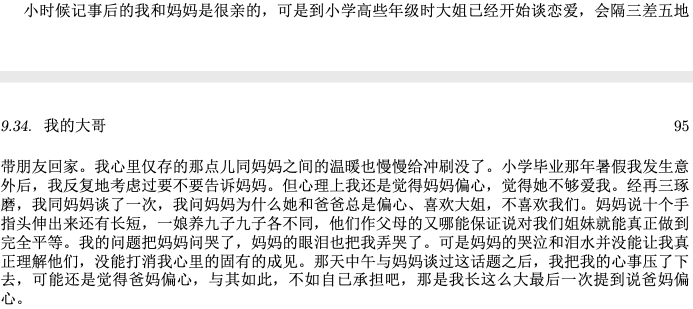 小时候记事后的我和妈妈是很亲的，可是到小学高些年级时大姐已经开始谈恋爱，会隔三差五地
9.34. 我的大哥 95
带朋友回家。我心里仅存的那点儿同妈妈之间的温暖也慢慢给冲刷没了。小学毕业那年暑假我发生意
外后，我反复地考虑过要不要告诉妈妈。但心理上我还是觉得妈妈偏心，觉得她不够爱我。经再三琢
磨，我同妈妈谈了一次，我问妈妈为什么她和爸爸总是偏心、喜欢大姐，不喜欢我们。妈妈说十个手
指头伸出来还有长短，一娘养九子九子各不同，他们作父母的又哪能保证说对我们姐妹就能真正做到
完全平等。我的问题把妈妈问哭了，妈妈的眼泪也把我弄哭了。可是妈妈的哭泣和泪水并没能让我真
正理解他们，没能打消我心里的固有的成见。那天中午与妈妈谈过这话题之后，我把我的心事压了下
去，可能还是觉得爸妈偏心，与其如此，不如自已承担吧，那是我长这么大最后一次提到说爸妈偏
心。